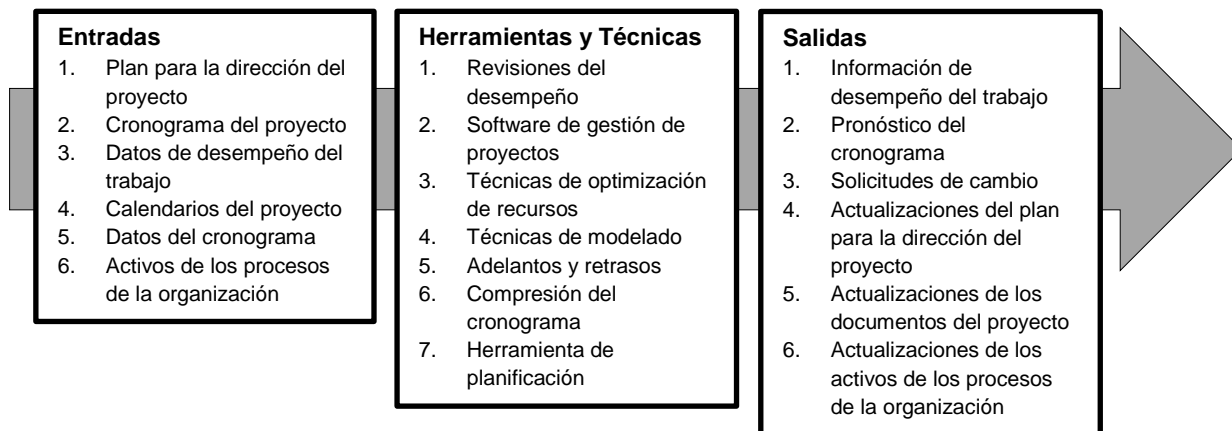 Entradas
1. Plan para la dirección del
proyecto
2. Cronograma del proyecto
3. Datos de desempeño del
trabajo
4. Calendarios del proyecto
5. Datos del cronograma
6. Activos de los procesos
de la organización
Herramientas y Técnicas
1. Revisiones del
desempeño
2. Software de gestión de
proyectos
3. Técnicas de optimización
de recursos
4. Técnicas de modelado
5. Adelantos y retrasos
6. Compresión del
cronograma
7. Herramienta de
planificación
Salidas
1. Información de
desempeño del trabajo
2. Pronóstico del
cronograma
3. Solicitudes de cambio
4. Actualizaciones del plan
para la dirección del
proyecto
5. Actualizaciones de los
documentos del proyecto
6. Actualizaciones de los
activos de los procesos
de la organización